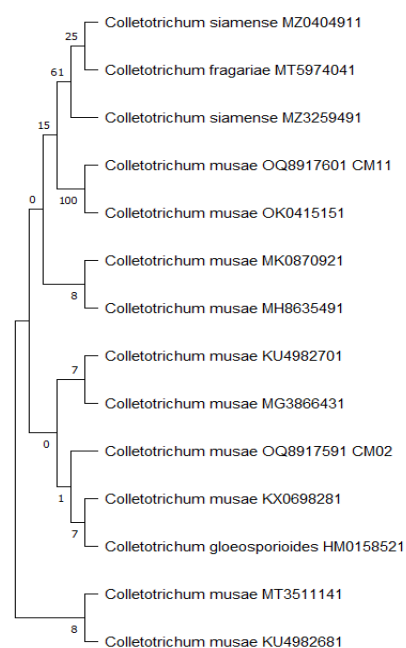 Colletotrichum siamense MZ0404911
25
Colletotrichum fragariae MT5974041
61
Colletotrichum siamense MZ3259491
15
Colletotrichum musae OQ8917601 CM11
0
100
Colletotrichum musae OK0415151
Colletotrichum musae MK0870921
8
Colletotrichum musae MH8635491
Colletotrichum musae KU4982701
7
Colletotrichum musae MG3866431
0
Colletotrichum musae OQ8917591 CM02
1
Colletotrichum musae KX0698281
7
Colletotrichum gloeosporioides HM0158521
Colletotrichum musae MT3511141
8
Colletotrichum musae KU4982681